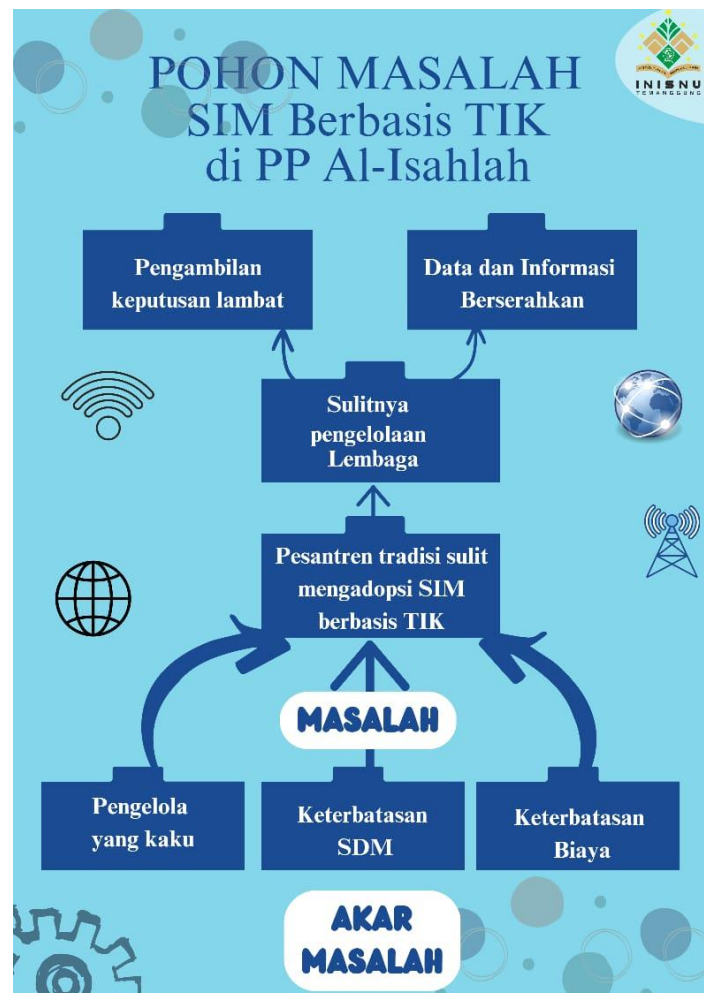 INISNU
TEMANGGUNG
POHON MASALAH
SIM Berbasis TIK
di PP Al-Isahlah
Pengambilan
keputusan lambat
Data dan Informasi
Berserahkan
Sulitnya
pengelolaan
Lembaga
Pesantren tradisi sulit
mengadopsi SIM
berbasis TIK
MASALAH
Pengelola
yang kaku
Keterbatasan
SDM
Keterbatasan
Biaya
AKAR
MASALAH